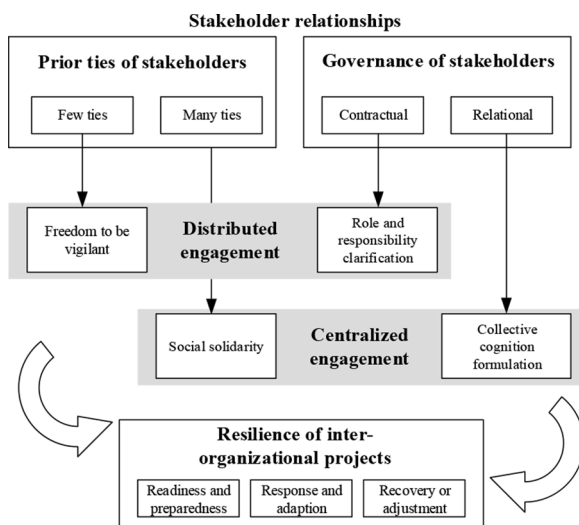 Stakeholder relationships
Prior ties of stakeholders
Governance of stakeholders
Few ties
Many ties
Contractual
Relational
Freedom to be
vigilant
Distributed
engagement
Role and
responsibility
clarification
Social solidarity
Centralized
engagement
Collective
cognition
formulation
Resilience of inter-
organizational projects
Readiness and
preparedness
Response and
adaption
Recovery or
adjustment